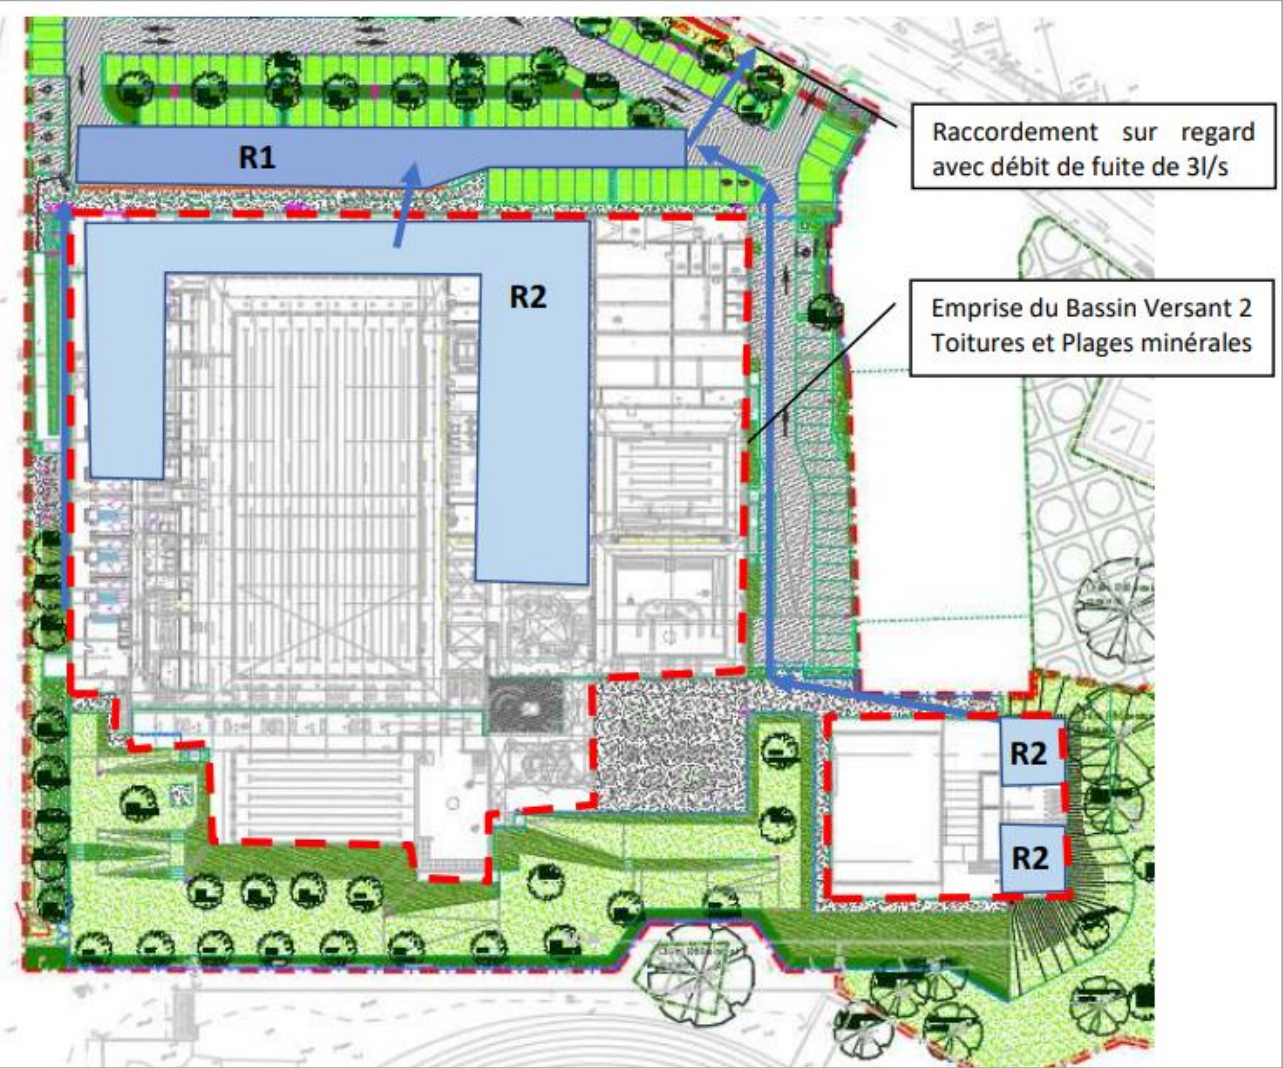 Raccordement sur regard
avec débit de fuite de 3l/s
R1
R2
Emprise du Bassin Versant 2
Toitures et Plages minérales
R2
R2